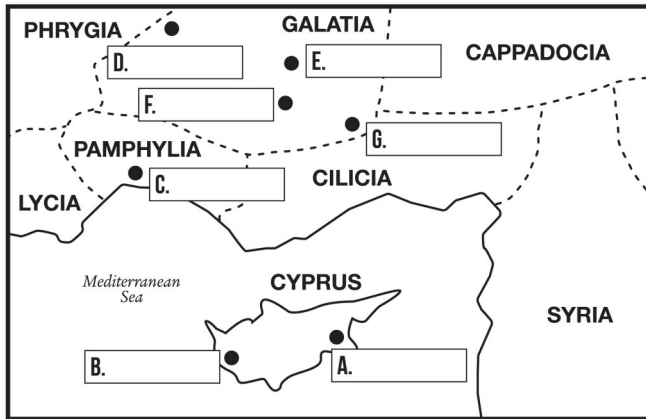 PHRYGIA
GALATIA
CAPPADOCIA
D.
E.
F.
G.
PAMPHYLIA
C.
CILICIA
LYCIA
Mediterranean
Sea
CYPRUS
SYRIA
B.
A.